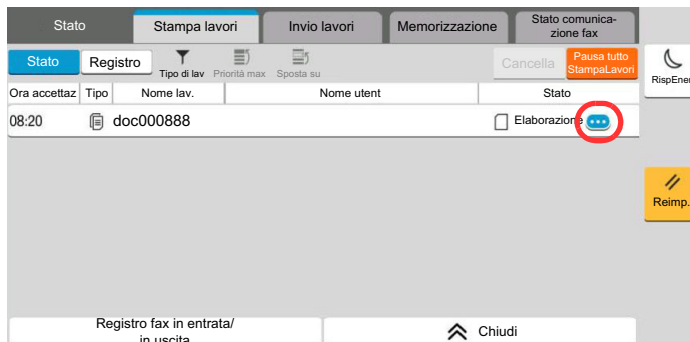 Stato
Stampa lavori
Invio lavori
Memorizzazione
Stato comunica-
zione fax
Stato
Registro
Tipo di lav
Priorità max
Sposta su
Cancella
Pausa tutto
StampaLavori
RispEner
Ora accettaz
Tipo
Nome lav.
Nome utent
Stato
08:20
doc000888
Elaborazione
Reimp.
Registro fax in entrata/
in uscita
Chiudi